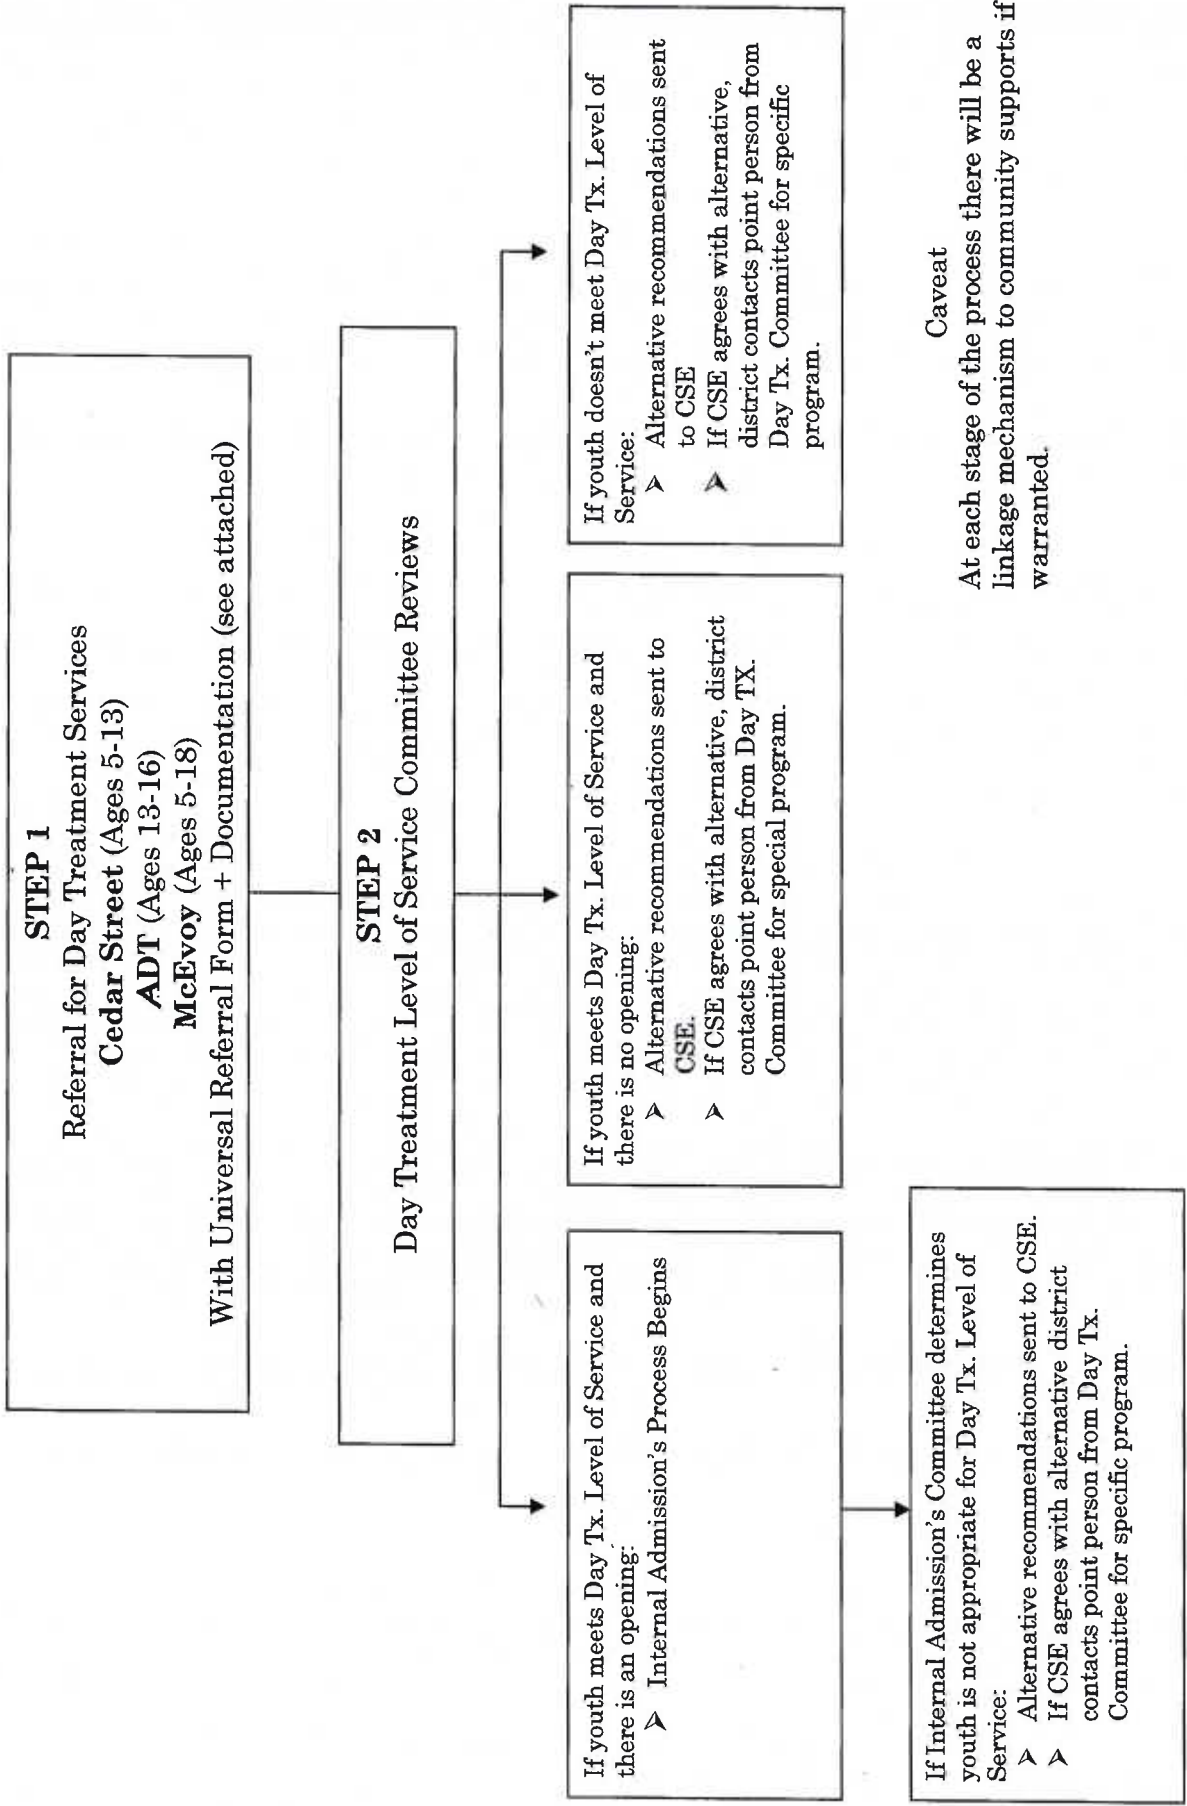 STEP 1
Referral for Day Treatment Services
Cedar Street (Ages 5-13)
ADT (Ages 13-16)
McEvoy (Ages 5-18)
With Universal Referral Form + Documentation (see attached)
STEP 2
Day Treatment Level of Service Committee Reviews
If youth meets Day Tx. Level of Service and
there is an opening:
➢ Internal Admission's Process Begins
If youth meets Day Tx. Level of Service and
there is no opening:
➢ Alternative recommendations sent to
CSE.
➢ If CSE agrees with alternative, district
contacts point person from Day TX.
Committee for special program.
If youth doesn't meet Day Tx. Level of
Service:
➢ Alternative recommendations sent
to CSE
➢ If CSE agrees with alternative,
district contacts point person from
Day Tx. Committee for specific
program.
If Internal Admission's Committee determines
youth is not appropriate for Day Tx. Level of
Service:
➢ Alternative recommendations sent to CSE.
➢ If CSE agrees with alternative district
contacts point person from Day Tx.
Committee for specific program.
Caveat
At each stage of the process there will be a
linkage mechanism to community supports if
warranted.